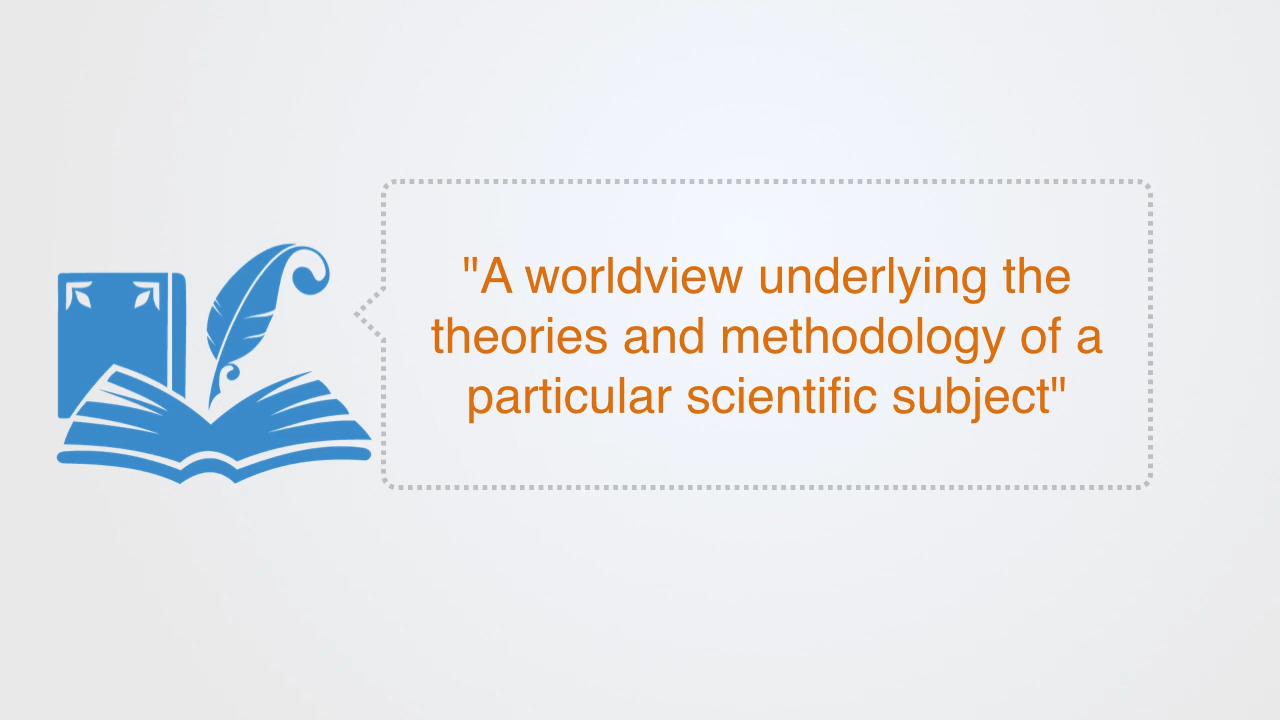 "A worldview underlying the
theories and methodology of a
particular scientific subject"